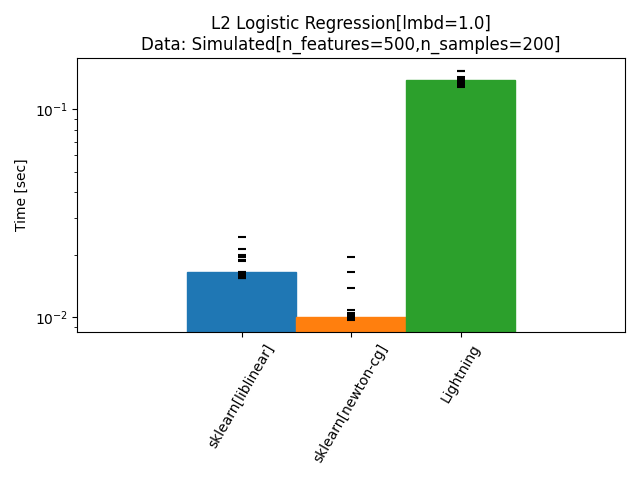 L2 Logistic Regression[lmbd=1.0]
Data: Simulated[n_features=500,n_samples=200]
Time [sec]
10⁻¹
10⁻²
sklearn[liblinear]
sklearn[newton-cg]
Lightning